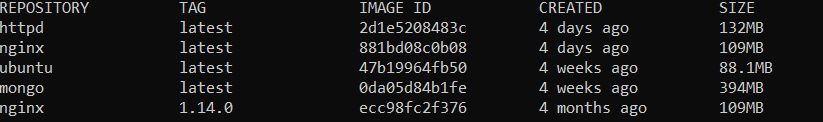 REPOSITORY TAG IMAGE ID CREATED SIZE
httpd latest 2d1e5208483c 4 days ago 132MB
nginx latest 881bd08c0b08 4 days ago 109MB
ubuntu latest 47b19964fb50 4 weeks ago 88.1MB
mongo latest 0da05d84b1fe 4 weeks ago 394MB
nginx 1.14.0 ecc98fc2f376 4 months ago 109MB